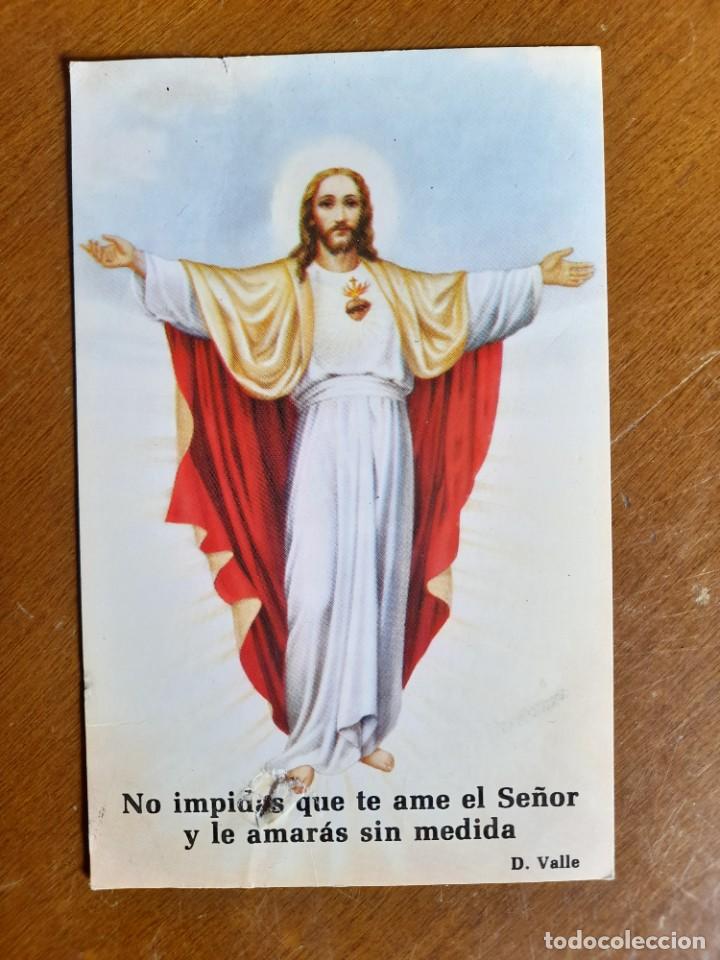 No impidas que te ame el Señor
y le amarás sin medida
D. Valle
todocoleccion